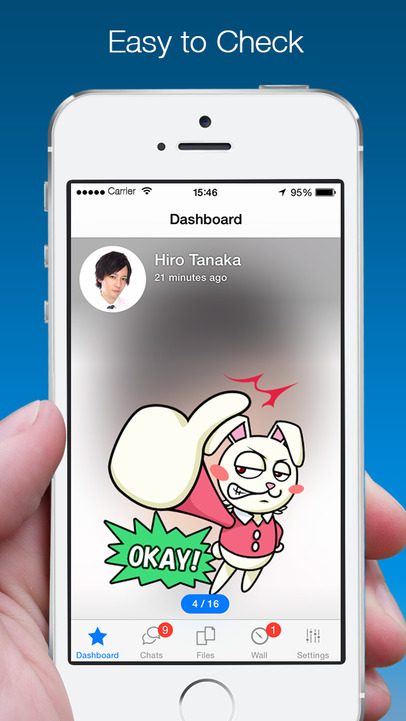 Easy to Check
Carrier 15:46 95%
Dashboard
Hiro Tanaka
21 minutes ago
OKAY!
4 / 16
9 1
Dashboard Chats Files Wall Settings